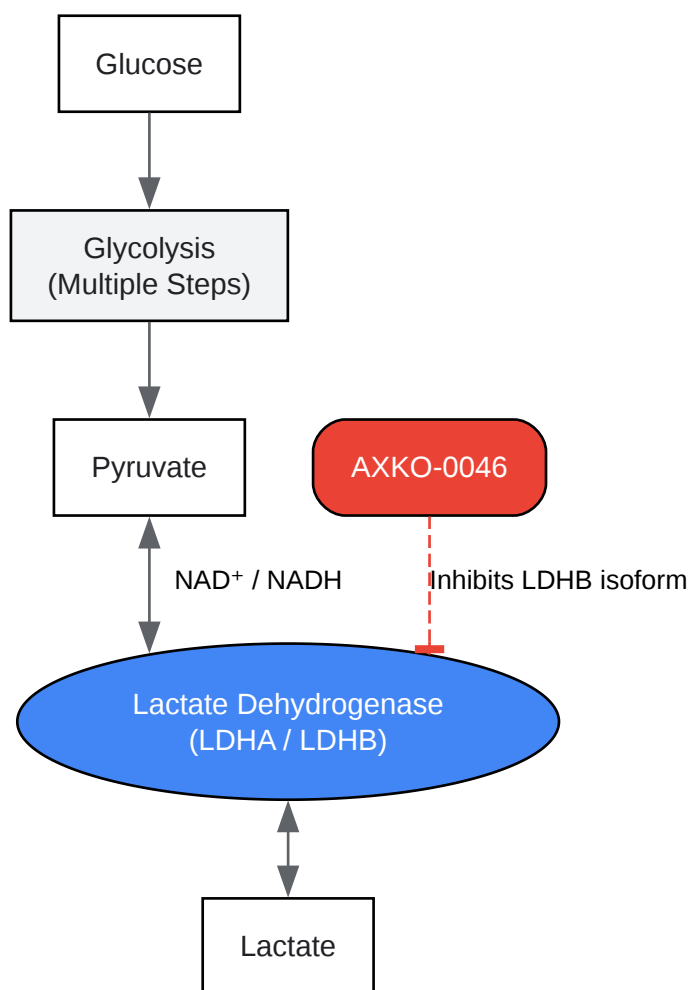 Glucose
Glycolysis
(Multiple Steps)
Pyruvate
AXKO-0046
NAD⁺ / NADH
Inhibits LDHB isoform
Lactate Dehydrogenase
(LDHA / LDHB)
Lactate